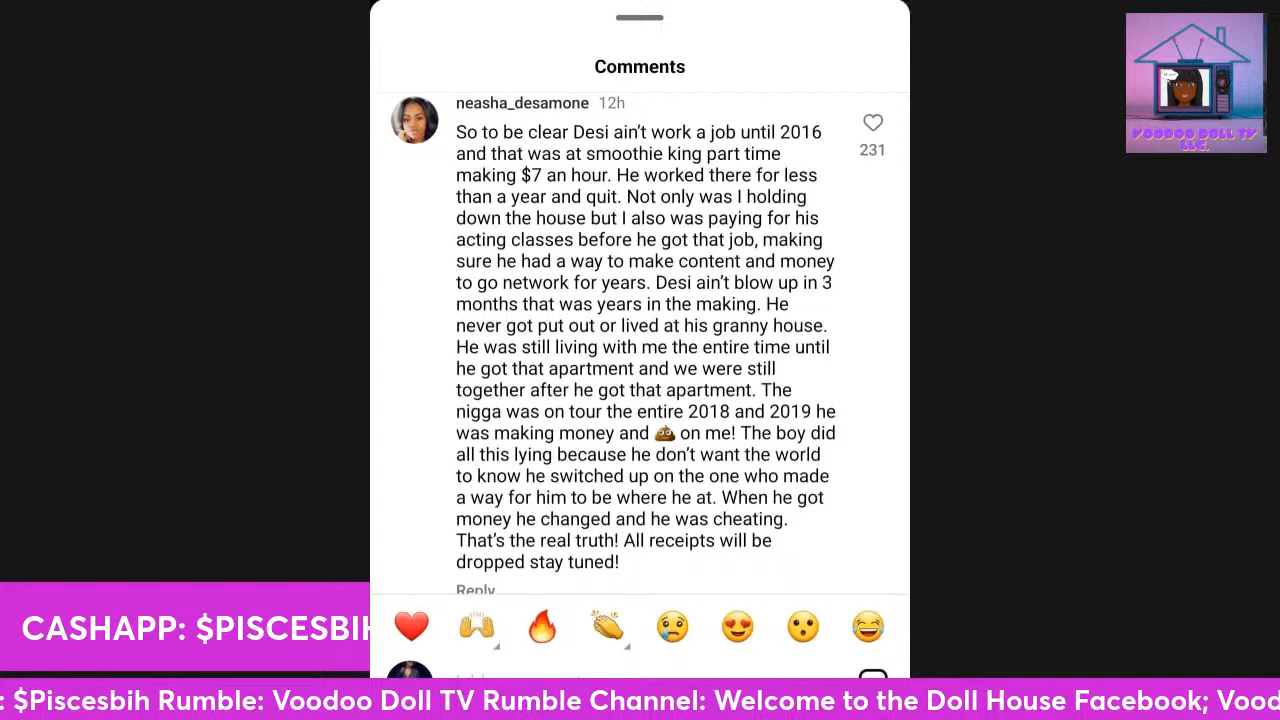 Comments
neasha_desamone 12h
So to be clear Desi ain't work a job until 2016
and that was at smoothie king part time
making $7 an hour. He worked there for less
than a year and quit. Not only was I holding
down the house but I also was paying for his
acting classes before he got that job, making
sure he had a way to make content and money
to go network for years. Desi ain't blow up in 3
months that was years in the making. He
never got put out or lived at his granny house.
He was still living with me the entire time until
he got that apartment and we were still
together after he got that apartment. The
nigga was on tour the entire 2018 and 2019 he
was making money and 💩 on me! The boy did
all this lying because he don't want the world
to know he switched up on the one who made
a way for him to be where he at. When he got
money he changed and he was cheating.
That's the real truth! All receipts will be
dropped stay tuned!
Reply
231
VOODOO DOLL TV
LLC.
CASHAPP: $PISCESBIH
: $Piscesbih Rumble: Voodoo Doll TV Rumble Channel: Welcome to the Doll House Facebook; Vood